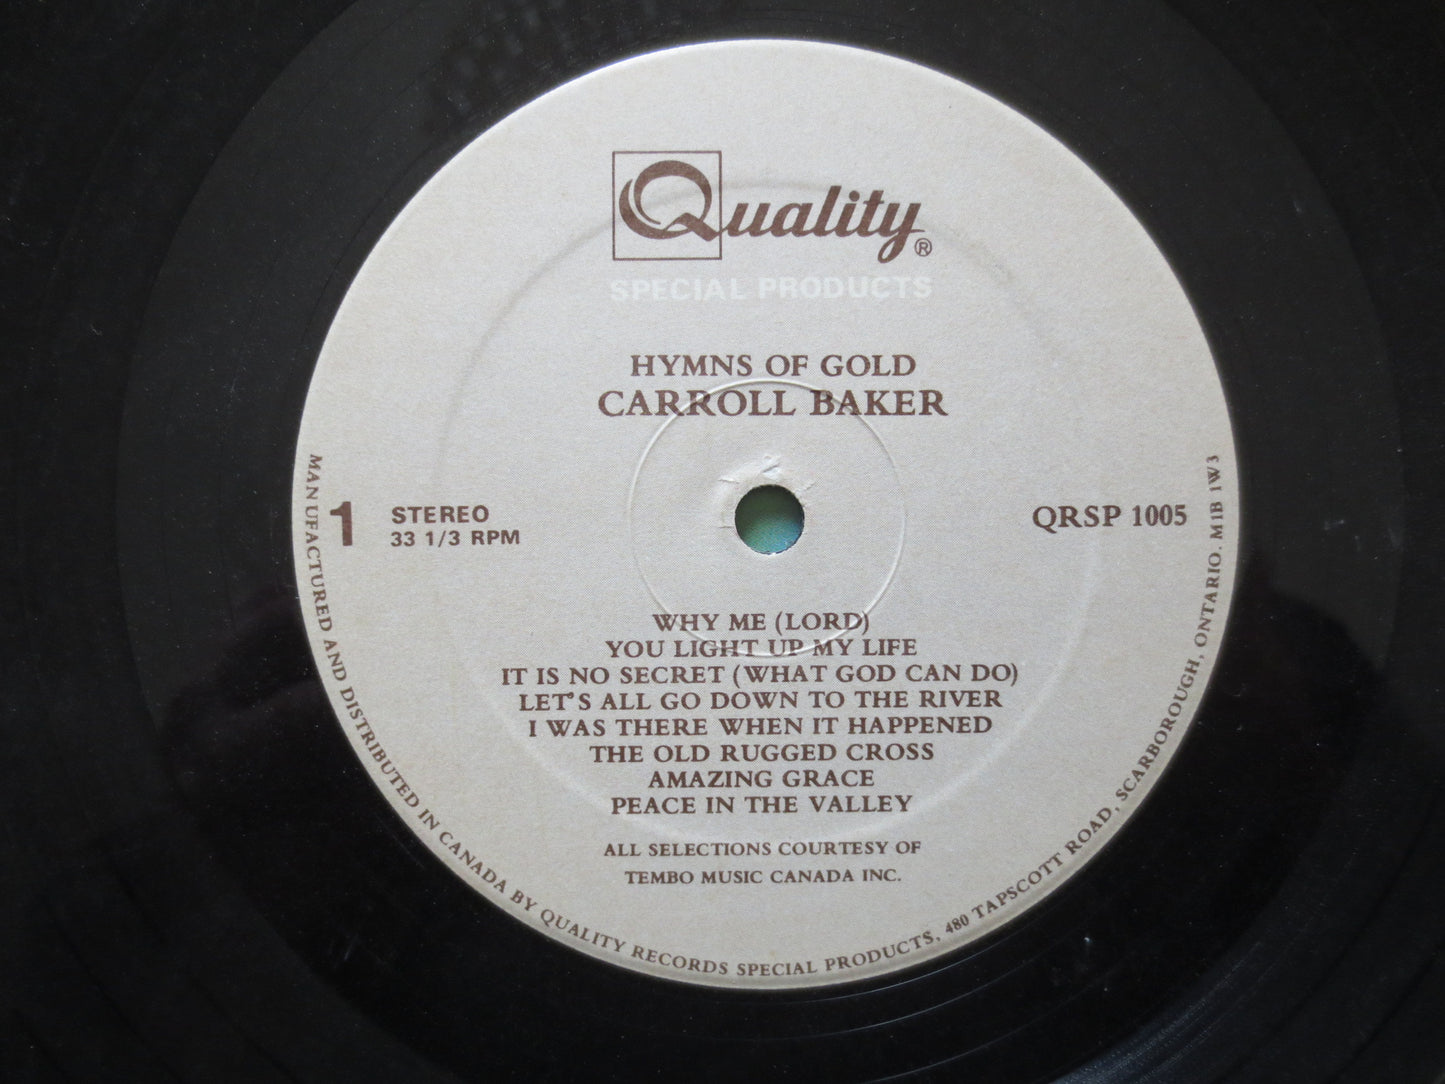 Quality®
SPECIAL PRODUCTS
HYMNS OF GOLD
CARROLL BAKER
1
STEREO
33 1/3 RPM
QRSP 1005
WHY ME (LORD)
YOU LIGHT UP MY LIFE
IT IS NO SECRET (WHAT GOD CAN DO)
LET'S ALL GO DOWN TO THE RIVER
I WAS THERE WHEN IT HAPPENED
THE OLD RUGGED CROSS
AMAZING GRACE
PEACE IN THE VALLEY
ALL SELECTIONS COURTESY OF
TEMBO MUSIC CANADA INC.
MANUFACTURED AND DISTRIBUTED IN CANADA BY QUALITY RECORDS SPECIAL PRODUCTS, 480 TAPSCOTT ROAD, SCARBOROUGH, ONTARIO. M1B 1W3